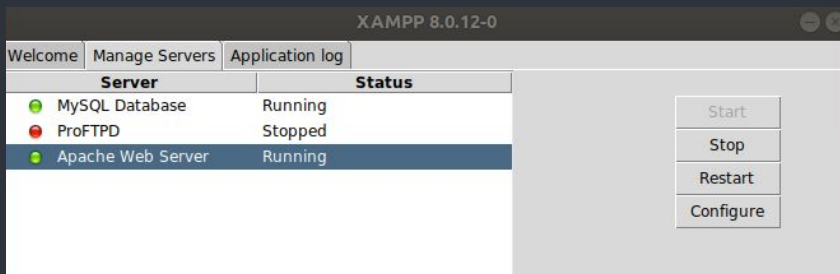 XAMPP 8.0.12-0
Welcome Manage Servers Application log
Server Status
MySQL Database Running
ProFTPD Stopped
Apache Web Server Running
Start
Stop
Restart
Configure